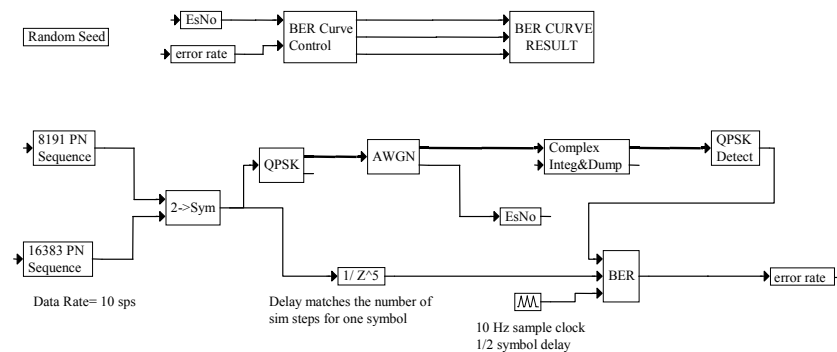 EsNo
BER Curve
Control
BER CURVE
RESULT
Random Seed
error rate
8191 PN
Sequence
QPSK
AWGN
Complex
Integ&Dump
QPSK
Detect
2->Sym
EsNo
16383 PN
Sequence
1/ Z^5
BER
error rate
Data Rate= 10 sps
Delay matches the number of
sim steps for one symbol
10 Hz sample clock
1/2 symbol delay